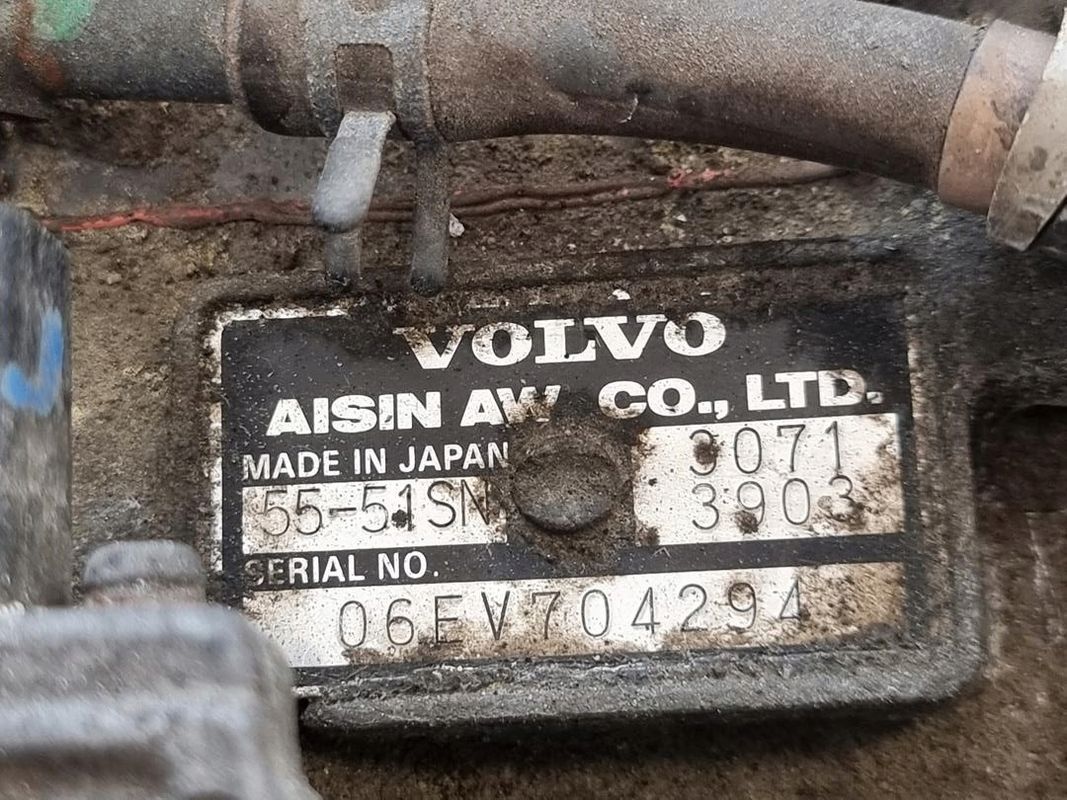 VOLVO
AISIN AW CO., LTD.
MADE IN JAPAN 3071
55-51SN 3903
SERIAL NO.
06EV704294